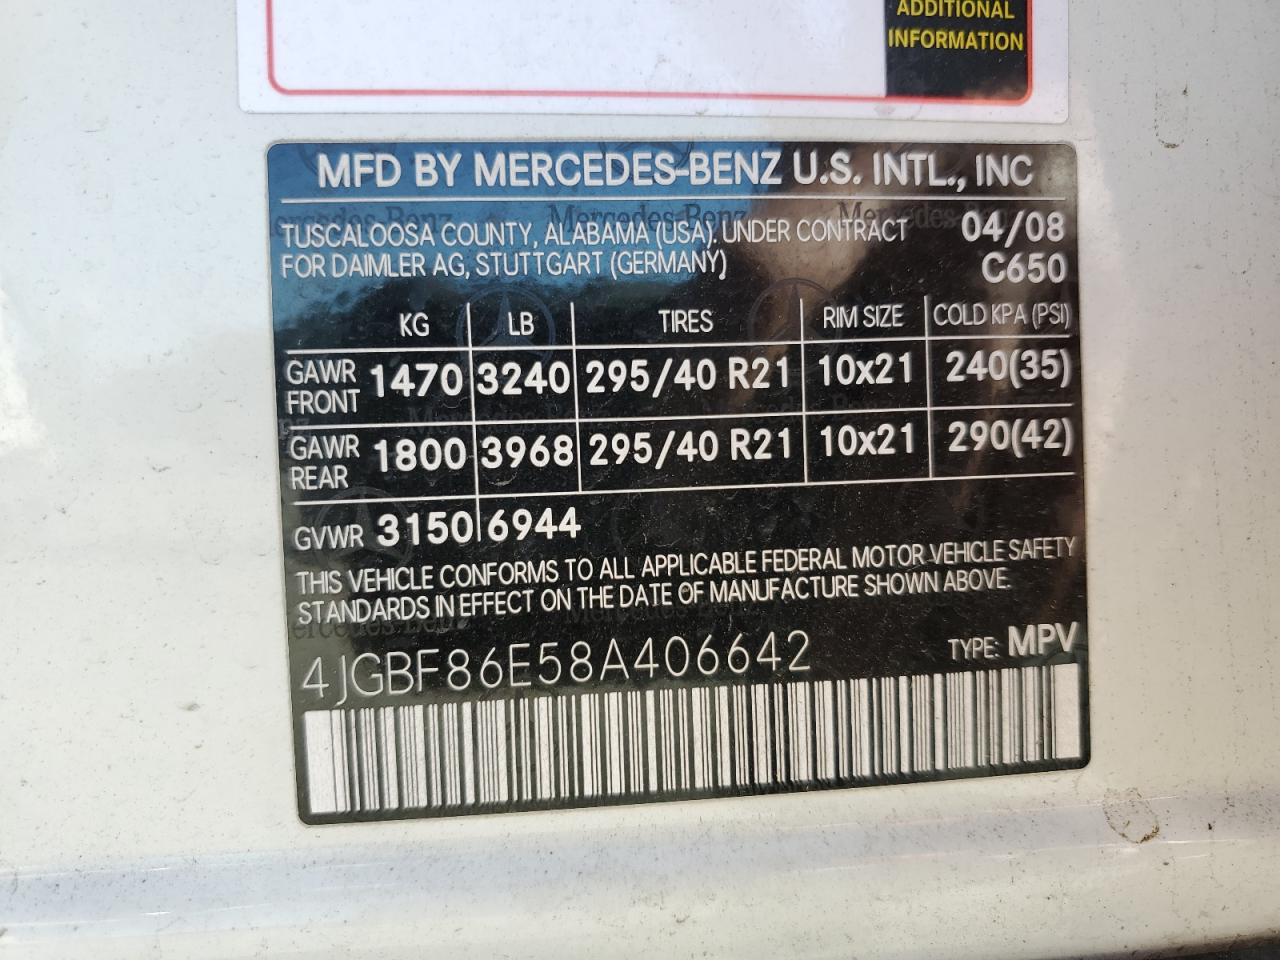 ADDITIONAL
INFORMATION
MFD BY MERCEDES-BENZ U.S. INTL., INC
TUSCALOOSA COUNTY, ALABAMA (USA). UNDER CONTRACT 04/08
FOR DAIMLER AG, STUTTGART (GERMANY) C650
KG LB TIRES RIM SIZE COLD KPA (PSI)
GAWR FRONT 1470 3240 295/40 R21 10x21 240(35)
GAWR REAR 1800 3968 295/40 R21 10x21 290(42)
GVWR 3150 6944
THIS VEHICLE CONFORMS TO ALL APPLICABLE FEDERAL MOTOR VEHICLE SAFETY
STANDARDS IN EFFECT ON THE DATE OF MANUFACTURE SHOWN ABOVE.
4JGBF86E58A406642 TYPE: MPV